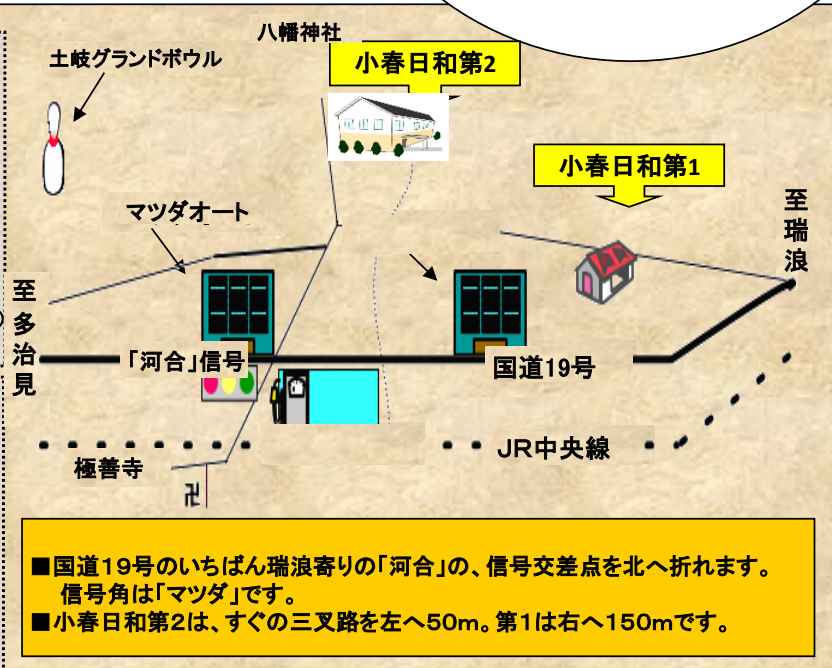 八幡神社
土岐グランドボウル
小春日和第2
小春日和第1
マツダオート
至瑞浪
至多治見
「河合」信号
国道19号
JR中央線
極善寺
卍
■国道19号のいちばん瑞浪寄りの「河合」の、信号交差点を北へ折れます。
信号角は「マツダ」です。
■小春日和第2は、すぐの三叉路を左へ50m。第1は右へ150mです。